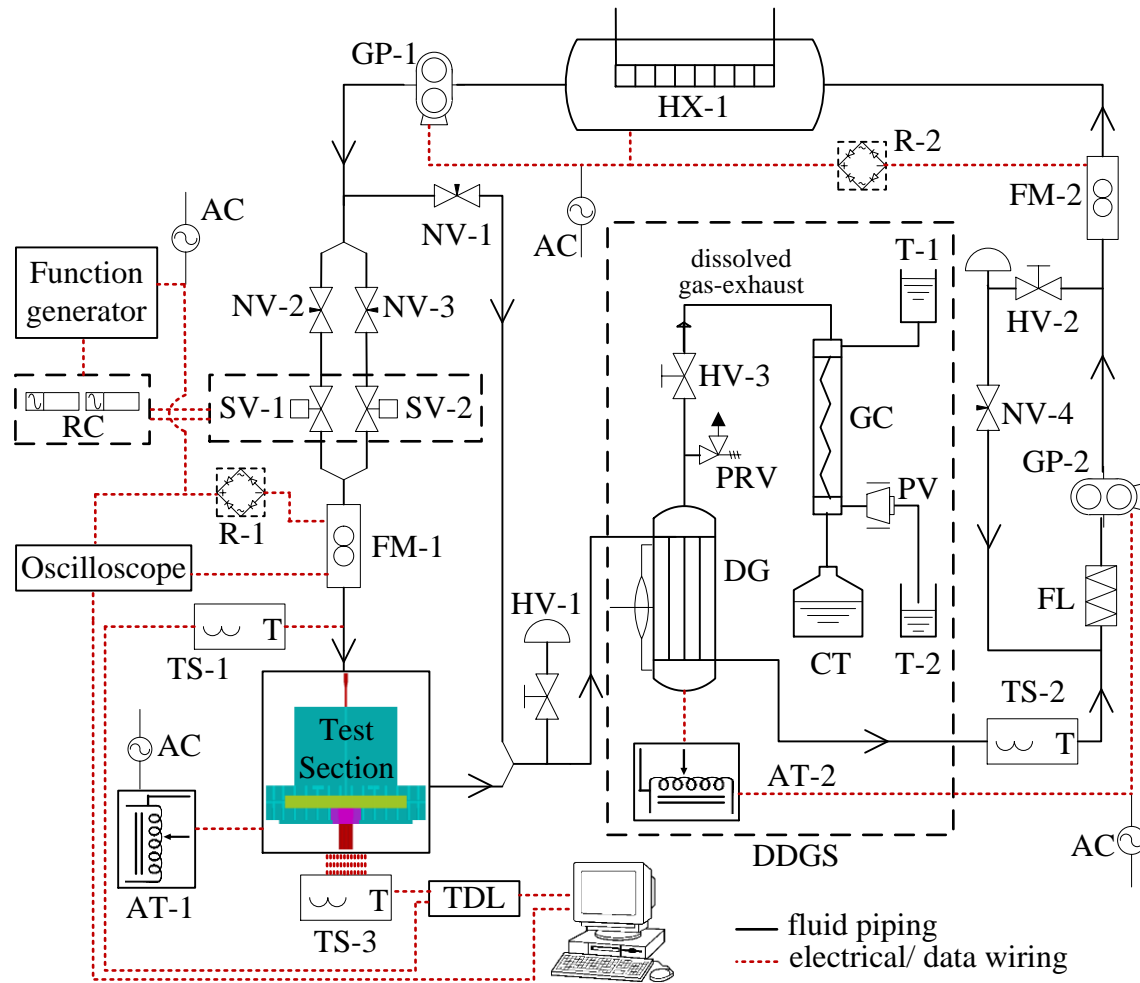 GP-1
HX-1
R-2
FM-2
AC
NV-1
AC
T-1
Function
generator
dissolved
gas-exhaust
NV-2
NV-3
HV-2
HV-3
SV-1
SV-2
RC
GC
NV-4
PRV
PV
GP-2
R-1
FM-1
DG
Oscilloscope
HV-1
FL
T
TS-1
CT
T-2
TS-2
T
Test
Section
AC
AT-2
AT-1
DDGS
AC
T
TDL
TS-3
fluid piping
electrical/ data wiring